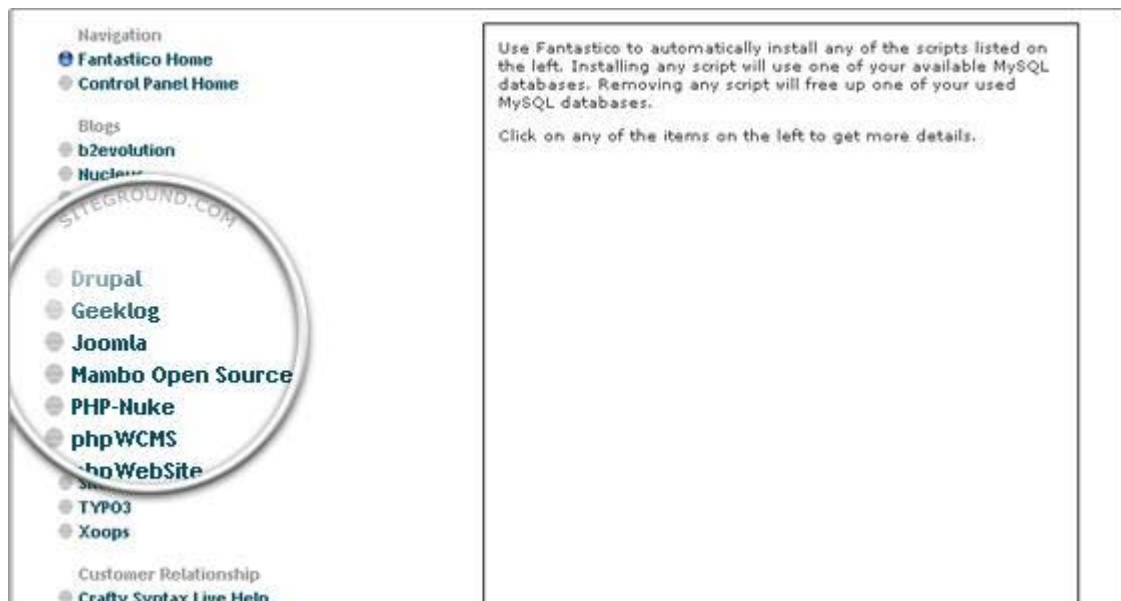 Navigation
Fantastico Home
Control Panel Home
Blogs
b2evolution
Nucleus
SITEGROUND.COM
Drupal
Geeklog
Joomla
Mambo Open Source
PHP-Nuke
phpWCMS
phpWebSite
TYPO3
Xoops
Customer Relationship
Crafty Syntax Live Help
Use Fantastico to automatically install any of the scripts listed on
the left. Installing any script will use one of your available MySQL
databases. Removing any script will free up one of your used
MySQL databases.
Click on any of the items on the left to get more details.